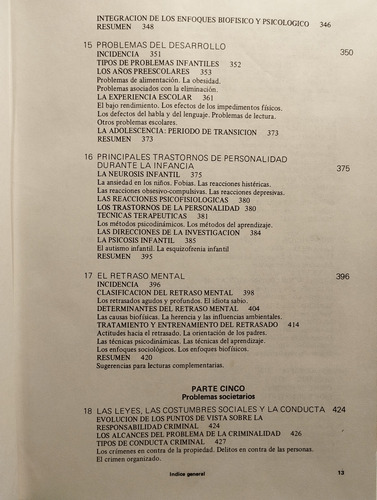 INTEGRACION DE LOS ENFOQUES BIOFISICO Y PSICOLOGICO 346
RESUMEN 348
15 PROBLEMAS DEL DESARROLLO 350
INCIDENCIA 351
TIPOS DE PROBLEMAS INFANTILES 352
LOS AÑOS PREESCOLARES 353
Problemas de alimentación. La obesidad.
Problemas asociados con la eliminación.
LA EXPERIENCIA ESCOLAR 361
El bajo rendimiento. Los efectos de los impedimentos físicos.
Los defectos del habla y del lenguaje. Problemas de lectura.
Otros problemas escolares.
LA ADOLESCENCIA: PERIODO DE TRANSICION 373
RESUMEN 373
16 PRINCIPALES TRASTORNOS DE PERSONALIDAD
DURANTE LA INFANCIA 375
LA NEUROSIS INFANTIL 375
La ansiedad en los niños. Fobias. Las reacciones histéricas.
Las reacciones obsesivo-compulsivas. Las reacciones depresivas.
LAS REACCIONES PSICOFISIOLOGICAS 380
LOS TRASTORNOS DE LA PERSONALIDAD 380
TECNICAS TERAPEUTICAS 381
Los métodos psicodinámicos. Los métodos del aprendizaje.
LAS DIRECCIONES DE LA INVESTIGACION 384
LA PSICOSIS INFANTIL 385
El autismo infantil. La esquizofrenia infantil
RESUMEN 395
17 EL RETRASO MENTAL 396
INCIDENCIA 396
CLASIFICACION DEL RETRASO MENTAL 398
Los retrasados agudos y profundos. El idiota sabio.
DETERMINANTES DEL RETRASO MENTAL 404
Las causas biofísicas. La herencia y las influencias ambientales.
TRATAMIENTO Y ENTRENAMIENTO DEL RETRASADO 414
Actitudes hacia el retrasado. La orientación de los padres.
Las técnicas psicodinámicas. Las técnicas del aprendizaje.
Los enfoques sociológicos. Los enfoques biofísicos.
RESUMEN 420
Sugerencias para lecturas complementarias.
PARTE CINCO
Problemas societarios
18 LAS LEYES, LAS COSTUMBRES SOCIALES Y LA CONDUCTA 424
EVOLUCION DE LOS PUNTOS DE VISTA SOBRE LA
RESPONSABILIDAD CRIMINAL 424
LOS ALCANCES DEL PROBLEMA DE LA CRIMINALIDAD 426
TIPOS DE CONDUCTA CRIMINAL 427
Los crímenes en contra de la propiedad. Delitos en contra de las personas.
El crimen organizado.
Indice general 13